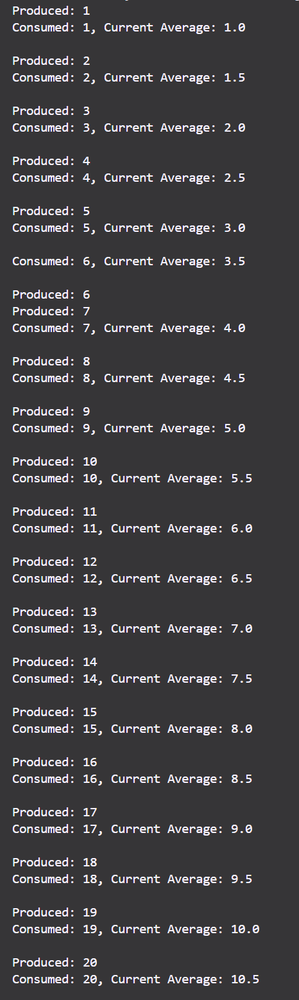 Produced: 1
Consumed: 1, Current Average: 1.0
Produced: 2
Consumed: 2, Current Average: 1.5
Produced: 3
Consumed: 3, Current Average: 2.0
Produced: 4
Consumed: 4, Current Average: 2.5
Produced: 5
Consumed: 5, Current Average: 3.0
Consumed: 6, Current Average: 3.5
Produced: 6
Produced: 7
Consumed: 7, Current Average: 4.0
Produced: 8
Consumed: 8, Current Average: 4.5
Produced: 9
Consumed: 9, Current Average: 5.0
Produced: 10
Consumed: 10, Current Average: 5.5
Produced: 11
Consumed: 11, Current Average: 6.0
Produced: 12
Consumed: 12, Current Average: 6.5
Produced: 13
Consumed: 13, Current Average: 7.0
Produced: 14
Consumed: 14, Current Average: 7.5
Produced: 15
Consumed: 15, Current Average: 8.0
Produced: 16
Consumed: 16, Current Average: 8.5
Produced: 17
Consumed: 17, Current Average: 9.0
Produced: 18
Consumed: 18, Current Average: 9.5
Produced: 19
Consumed: 19, Current Average: 10.0
Produced: 20
Consumed: 20, Current Average: 10.5